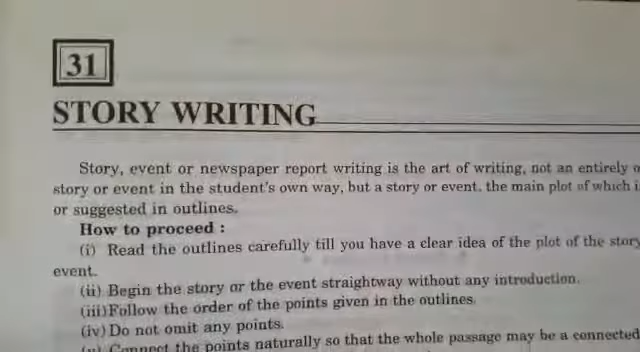 31
STORY WRITING
Story, event or newspaper report writing is the art of writing, not an entirely
story or event in the student's own way, but a story or event, the main plot of which
or suggested in outlines.
How to proceed :
(i) Read the outlines carefully till you have a clear idea of the plot of the story
event.
(ii) Begin the story or the event straightway without any introduction.
(iii) Follow the order of the points given in the outlines.
(iv) Do not omit any points.
Connect the points naturally so that the whole passage may be a connected